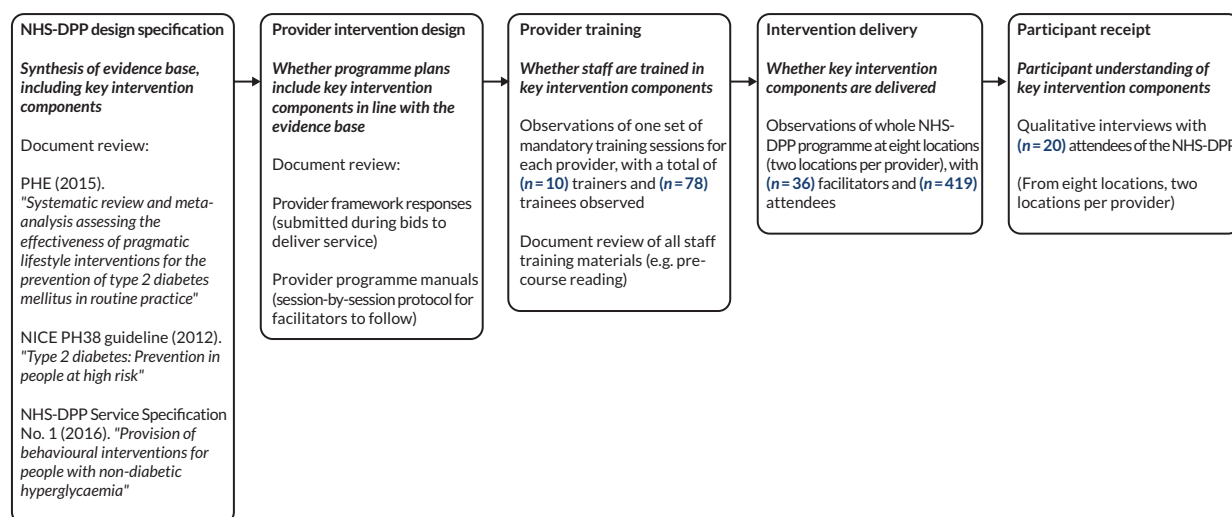 NHS-DPP design specification
Synthesis of evidence base,
including key intervention
components
Document review:
PHE (2015).
"Systematic review and meta-
analysis assessing the
effectiveness of pragmatic
lifestyle interventions for the
prevention of type 2 diabetes
mellitus in routine practice"
NICE PH38 guideline (2012).
"Type 2 diabetes: Prevention in
people at high risk"
NHS-DPP Service Specification
No. 1 (2016). "Provision of
behavioural interventions for
people with non-diabetic
hyperglycaemia"
Provider intervention design
Whether programme plans
include key intervention
components in line with the
evidence base
Document review:
Provider framework responses
(submitted during bids to
deliver service)
Provider programme manuals
(session-by-session protocol for
facilitators to follow)
Provider training
Whether staff are trained in
key intervention components
Observations of one set of
mandatory training sessions for
each provider, with a total of
(n=10) trainers and (n=78)
trainees observed
Document review of all staff
training materials (e.g. pre-
course reading)
Intervention delivery
Whether key intervention
components are delivered
Observations of whole NHS-
DPP programme at eight locations
(two locations per provider), with
(n=36) facilitators and (n=419)
attendees
Participant receipt
Participant understanding of
key intervention components
Qualitative interviews with
(n=20) attendees of the NHS-DPP
(From eight locations, two
locations per provider)